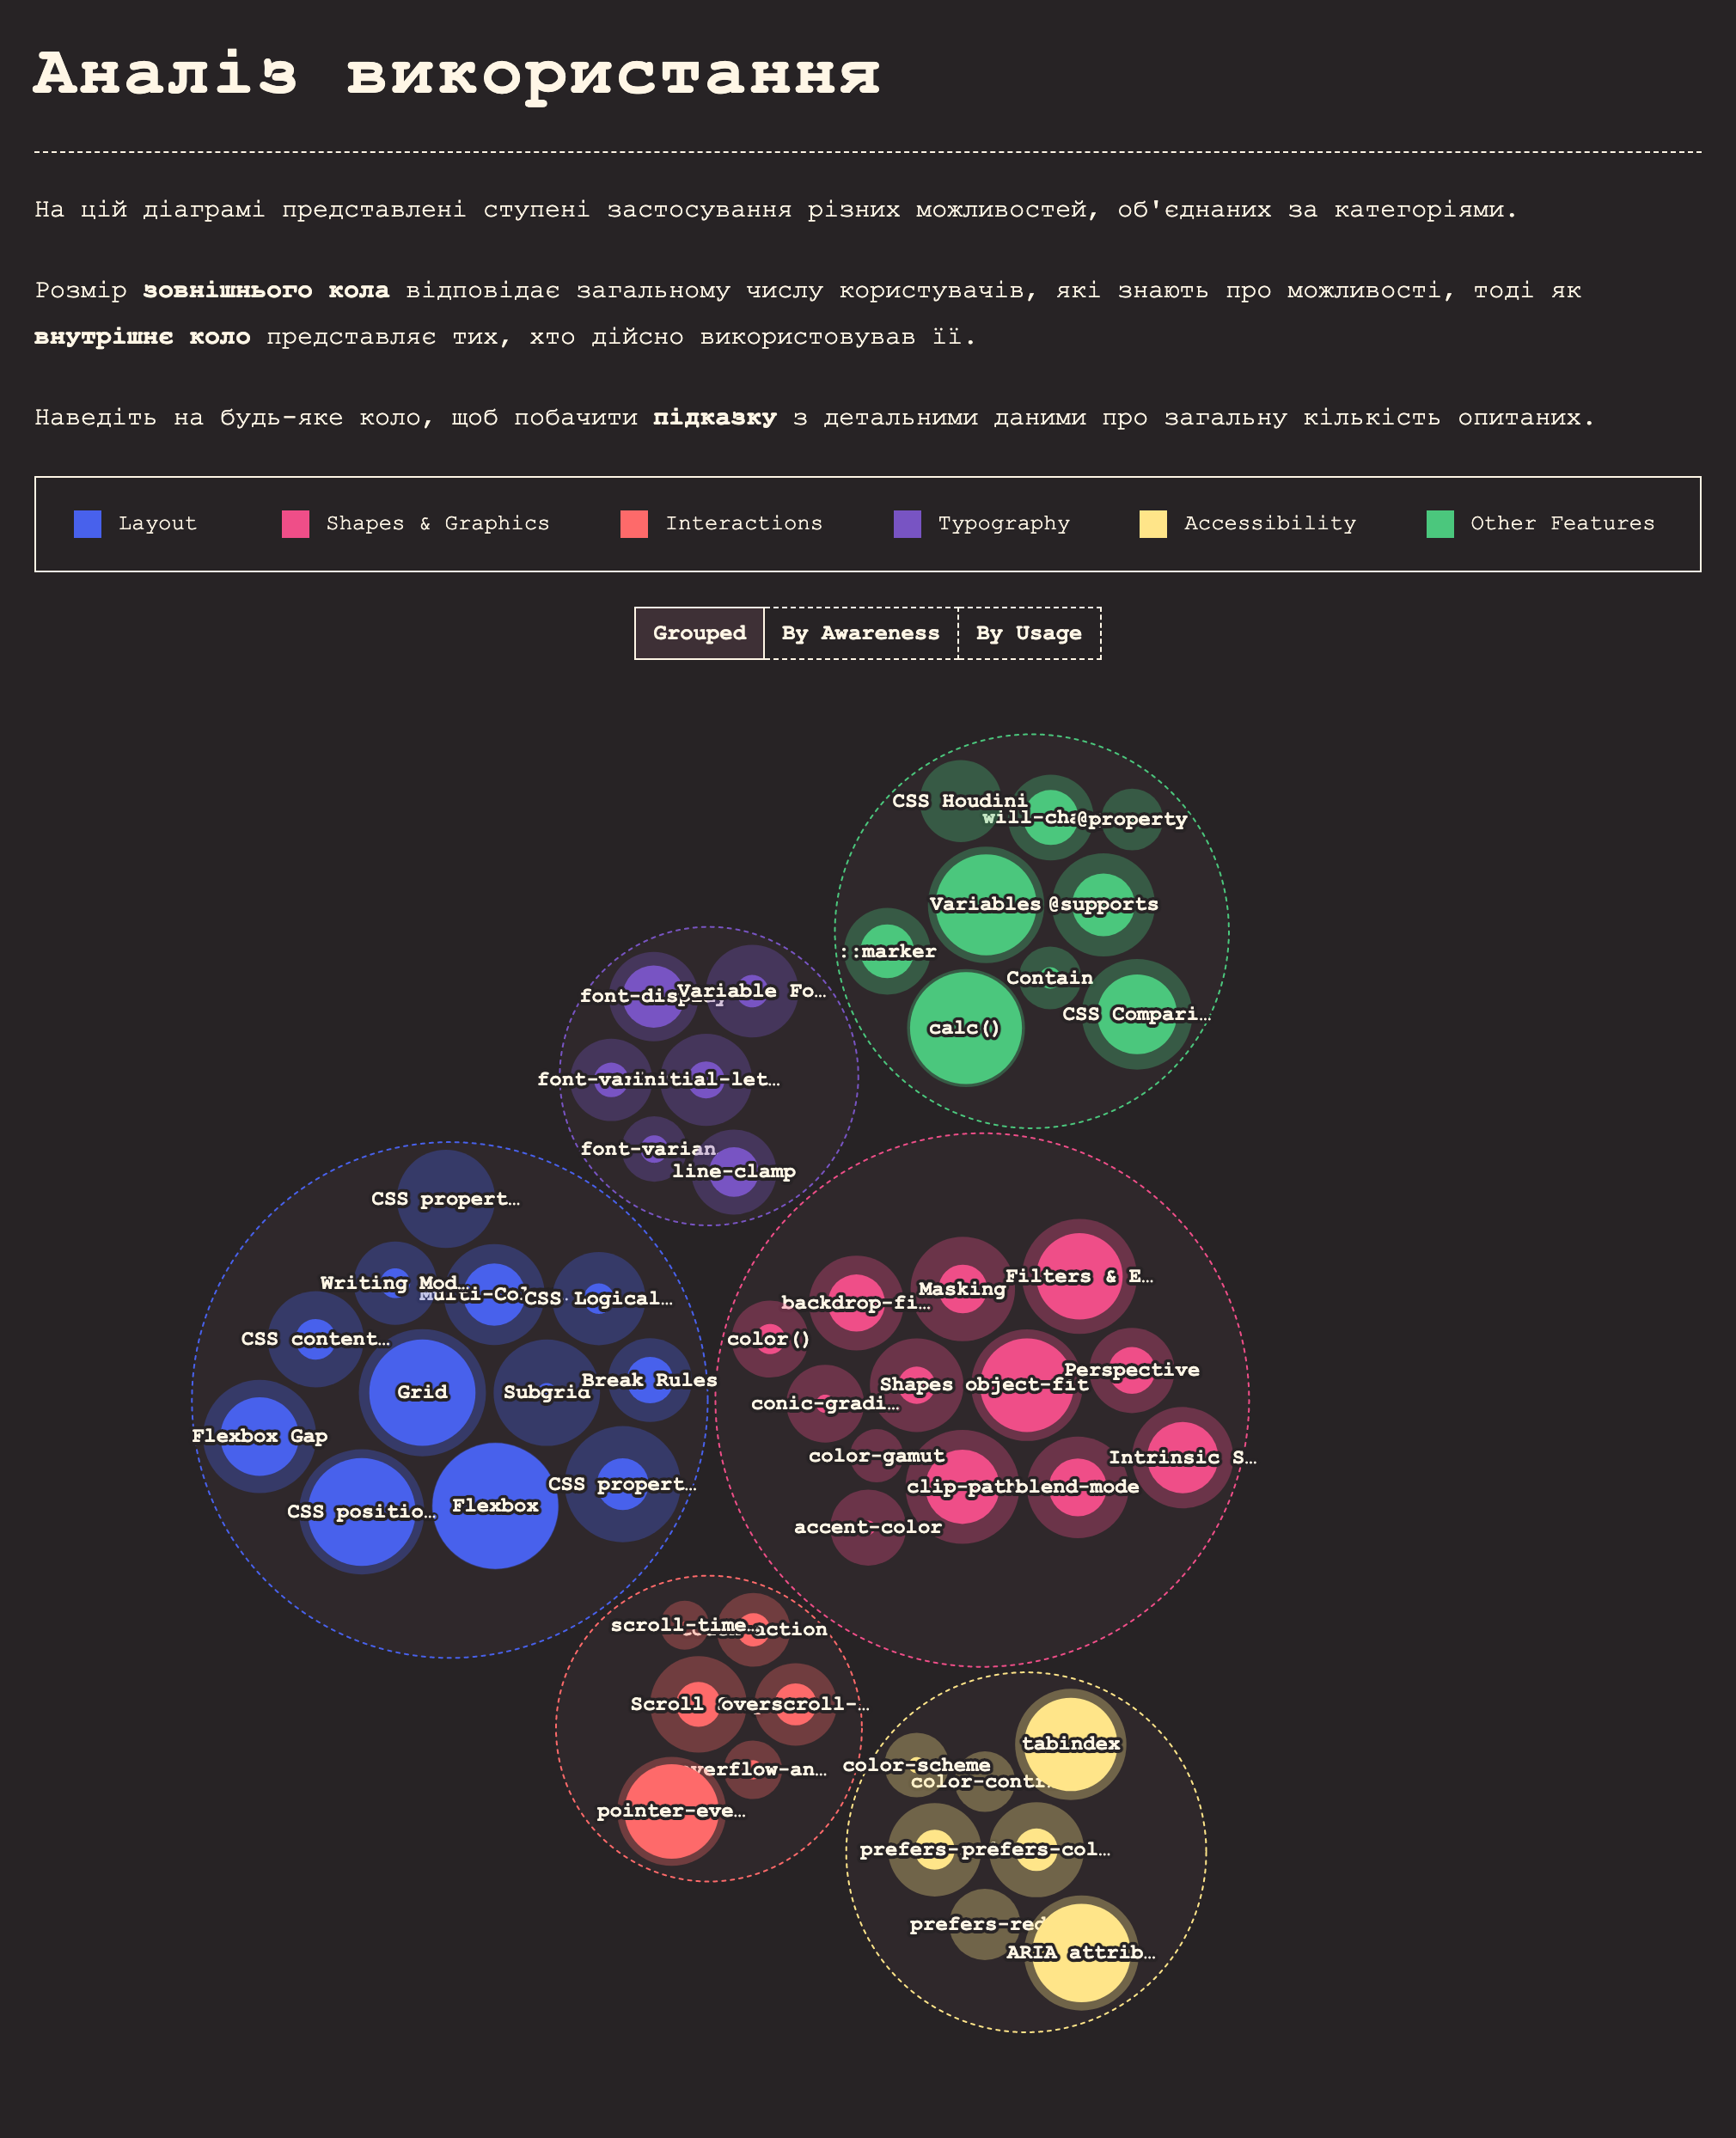 Аналіз використання
На цій діаграмі представлені ступені застосування різних можливостей, об'єднаних за категоріями.
Розмір зовнішнього кола відповідає загальному числу користувачів, які знають про можливості, тоді як
внутрішнє коло представляє тих, хто дійсно використовував її.
Наведіть на будь-яке коло, щоб побачити підказку з детальними даними про загальну кількість опитаних.
Layout
Shapes & Graphics
Interactions
Typography
Accessibility
Other Features
Grouped
By Awareness
By Usage
CSS Houdini
will-cha
@property
Variables
@supports
::marker
Contain
CSS Compari…
calc()
font-disp
Variable Fo…
font-va
initial-let…
font-varian
line-clamp
CSS propert…
Writing Mod…
Multi-Col
CSS Logical…
CSS content…
Grid
Subgrid
Break Rules
Flexbox Gap
CSS positio…
Flexbox
CSS propert…
backdrop-fi…
Masking
Filters & E…
color()
conic-gradi…
Shapes
object-fit
Perspective
color-gamut
clip-path
blend-mode
Intrinsic S…
accent-color
scroll-time…
action
Scroll
overscroll-…
verflow-an…
pointer-eve…
tabindex
color-scheme
color-cont
prefers-
prefers-col…
prefers-red
ARIA attrib…